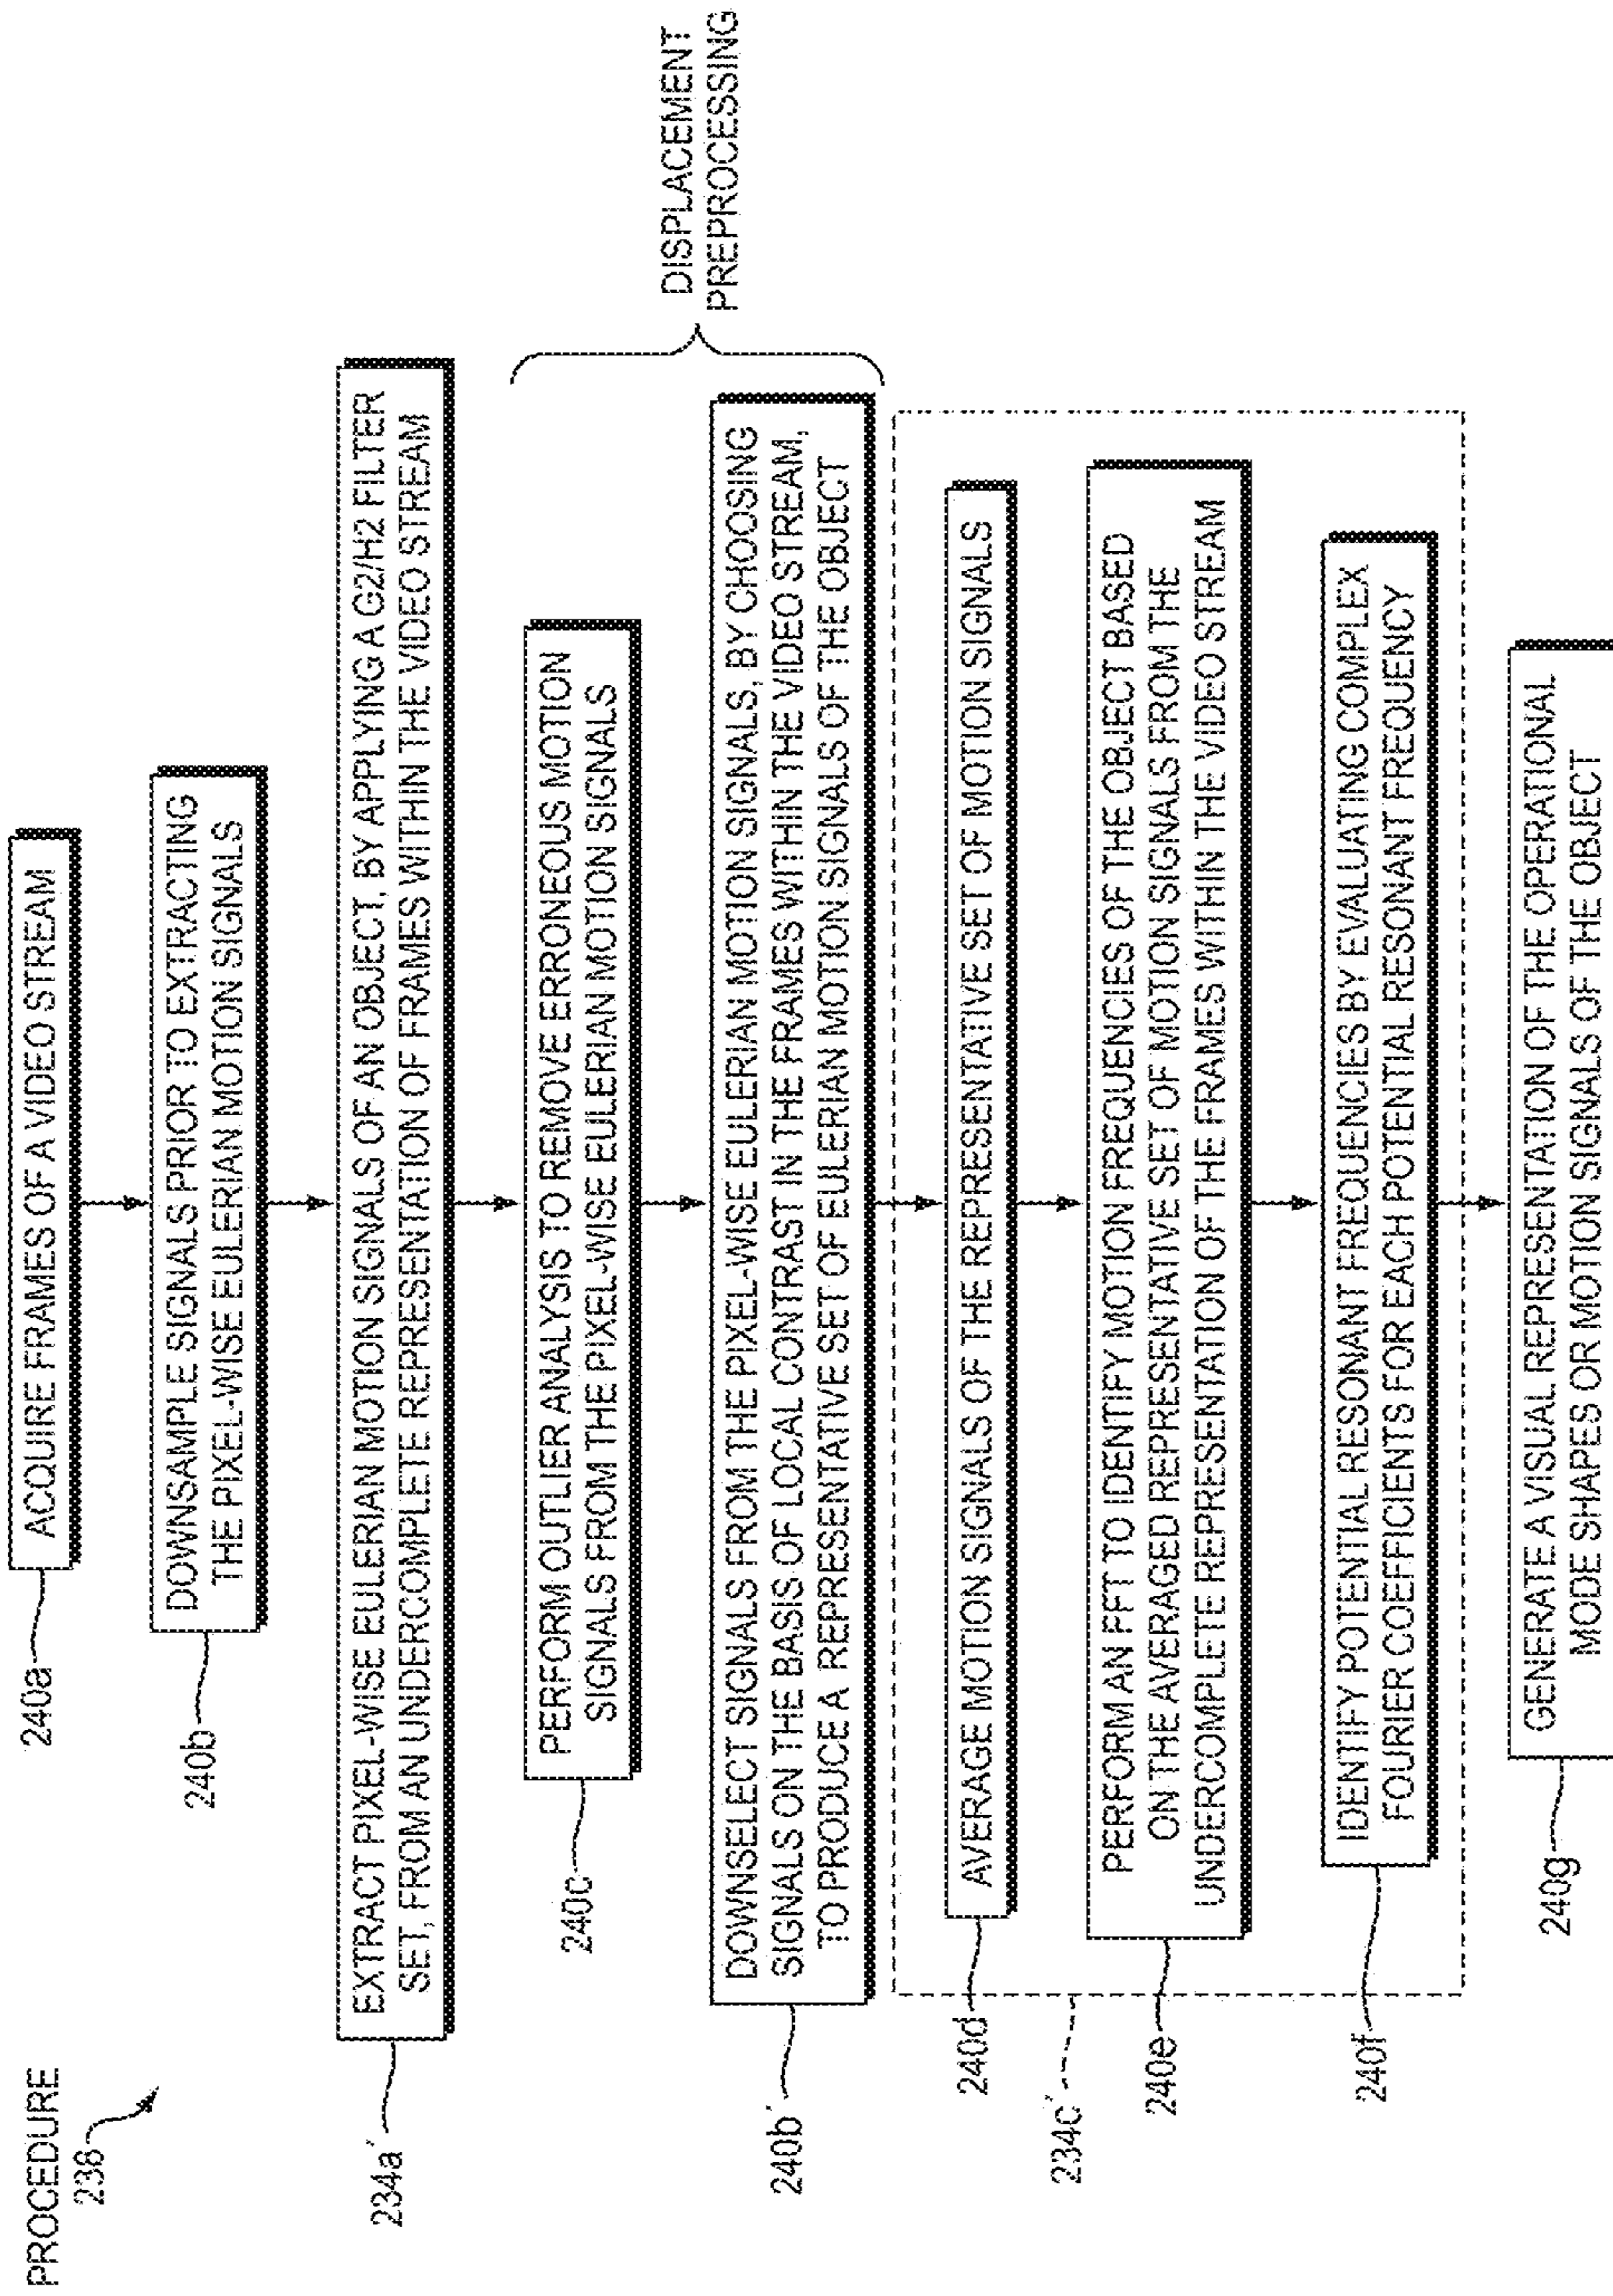 PROCEDURE
238
240a
ACQUIRE FRAMES OF A VIDEO STREAM
240b
DOWNSAMPLE SIGNALS PRIOR TO EXTRACTING
THE PIXEL-WISE EULERIAN MOTION SIGNALS
234a'
EXTRACT PIXEL-WISE EULERIAN MOTION SIGNALS OF AN OBJECT, BY APPLYING A G2/H2 FILTER
SET, FROM AN UNDERCOMPLETE REPRESENTATION OF FRAMES WITHIN THE VIDEO STREAM
240c
PERFORM OUTLIER ANALYSIS TO REMOVE ERRONEOUS MOTION
SIGNALS FROM THE PIXEL-WISE EULERIAN MOTION SIGNALS
DISPLACEMENT
PREPROCESSING
240b'
DOWNSELECT SIGNALS FROM THE PIXEL-WISE EULERIAN MOTION SIGNALS, BY CHOOSING
SIGNALS ON THE BASIS OF LOCAL CONTRAST IN THE FRAMES WITHIN THE VIDEO STREAM,
TO PRODUCE A REPRESENTATIVE SET OF EULERIAN MOTION SIGNALS OF THE OBJECT
240d
AVERAGE MOTION SIGNALS OF THE REPRESENTATIVE SET OF MOTION SIGNALS
234c'
240e
PERFORM AN FFT TO IDENTIFY MOTION FREQUENCIES OF THE OBJECT BASED
ON THE AVERAGED REPRESENTATIVE SET OF MOTION SIGNALS FROM THE
UNDERCOMPLETE REPRESENTATION OF THE FRAMES WITHIN THE VIDEO STREAM
240f
IDENTIFY POTENTIAL RESONANT FREQUENCIES BY EVALUATING COMPLEX
FOURIER COEFFICIENTS FOR EACH POTENTIAL RESONANT FREQUENCY
240g
GENERATE A VISUAL REPRESENTATION OF THE OPERATIONAL
MODE SHAPES OR MOTION SIGNALS OF THE OBJECT